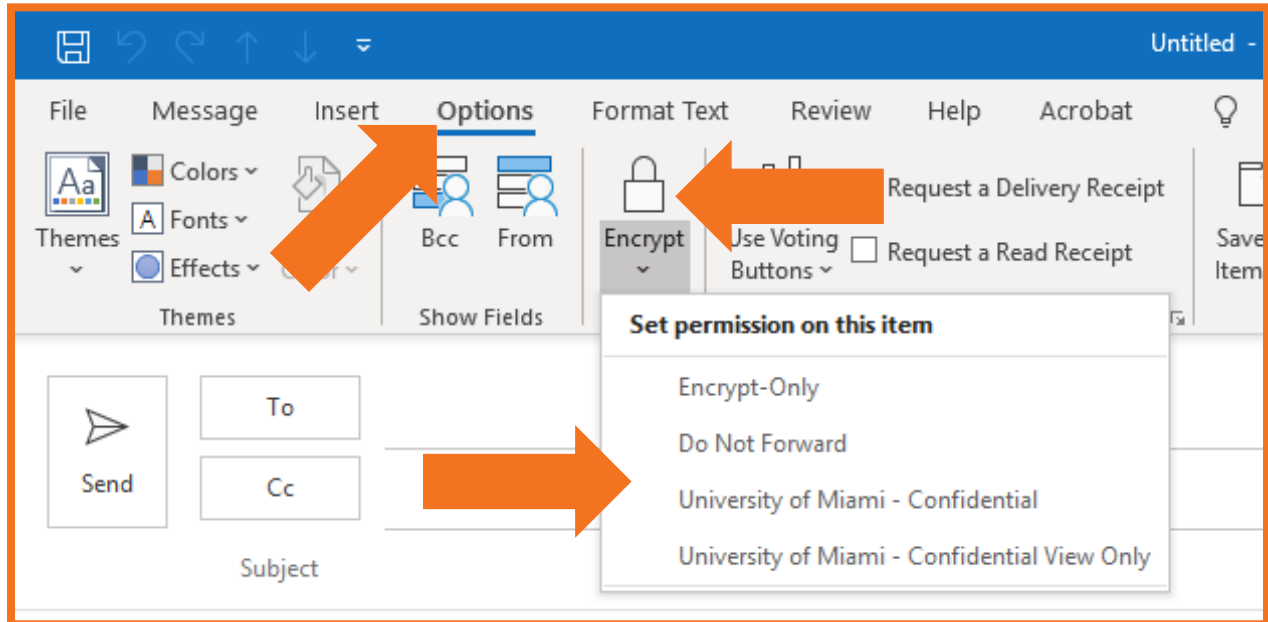 Untitled -
File Message Insert Options Format Text Review Help Acrobat
Aa
Themes
Colors
A Fonts
Effects
Themes
Bcc
From
Show Fields
Encrypt
Use Voting
Buttons
Request a Delivery Receipt
Request a Read Receipt
Save
Item
Set permission on this item
Encrypt-Only
Do Not Forward
University of Miami - Confidential
University of Miami - Confidential View Only
Send
To
Cc
Subject